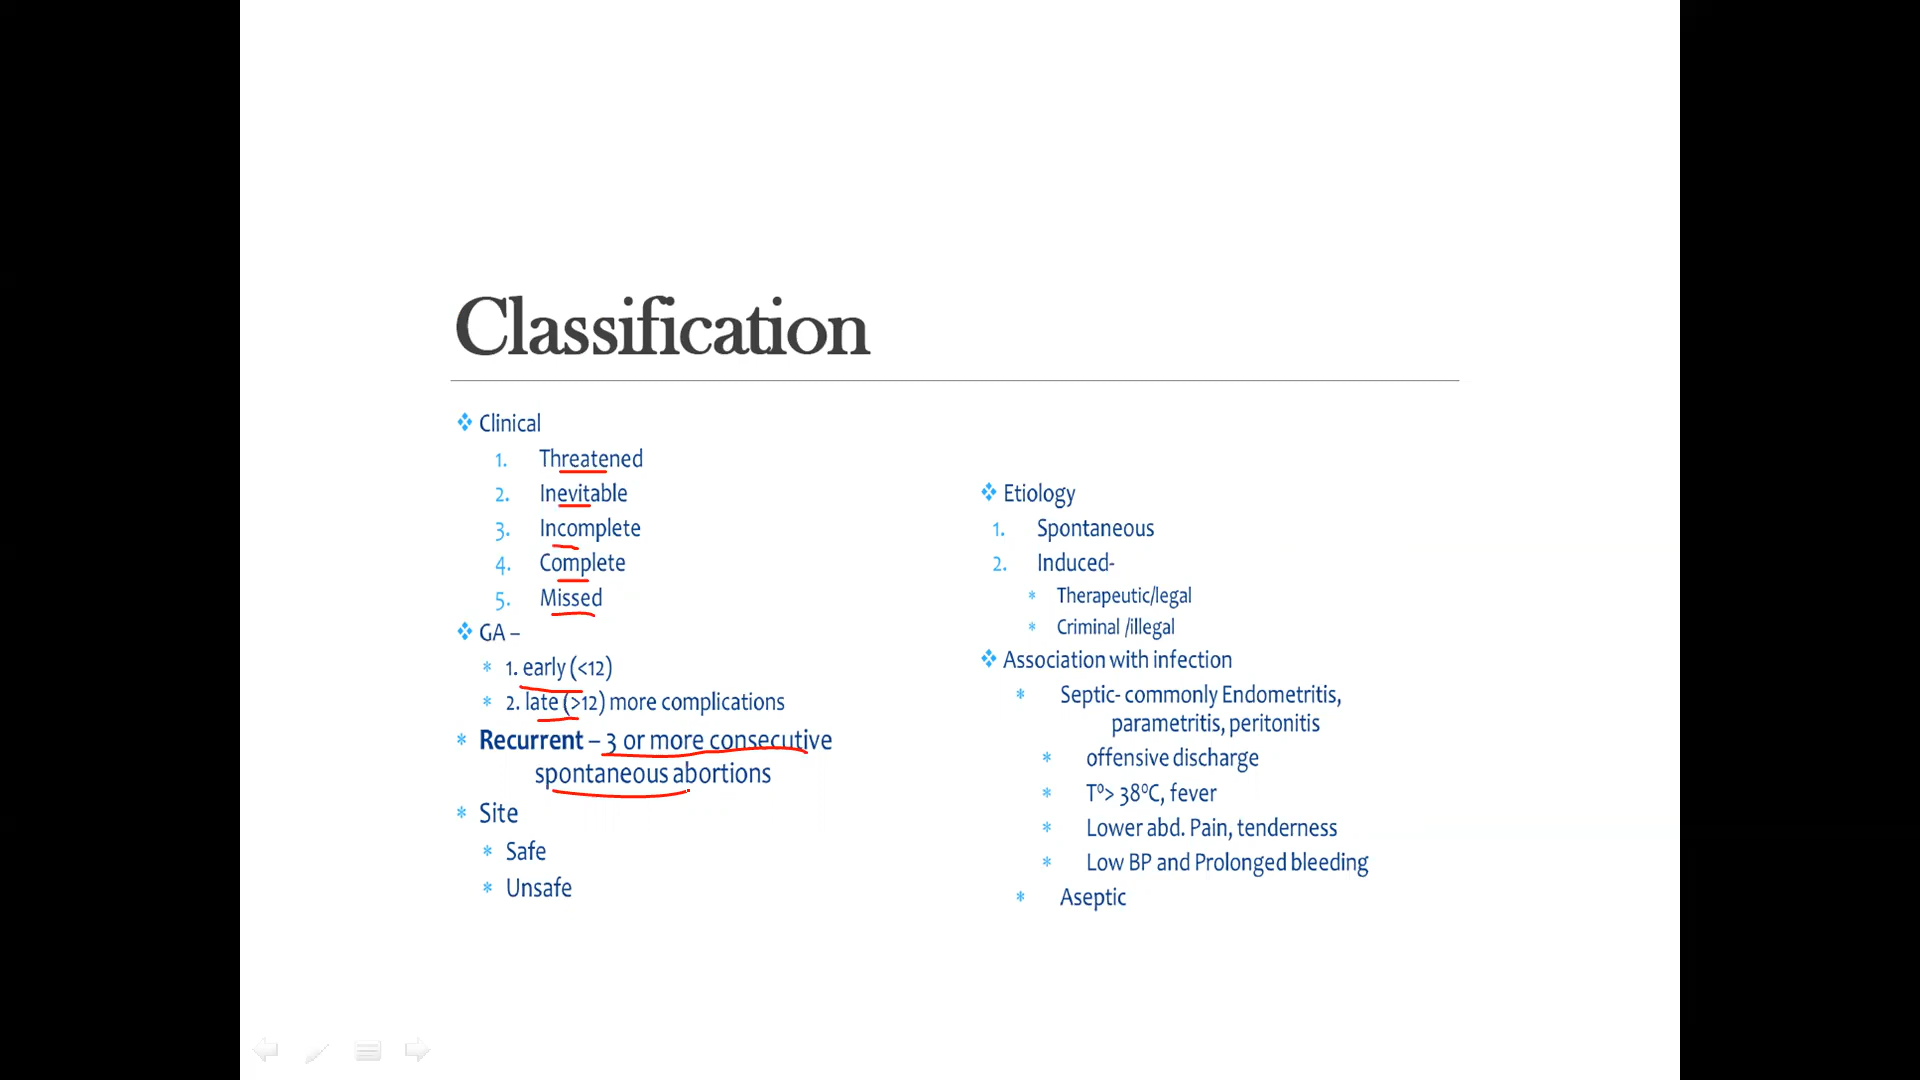 Classification
❖ Clinical
1. Threatened
2. Inevitable
3. Incomplete
4. Complete
5. Missed
❖ GA –
* 1. early (<12)
* 2. late (>12) more complications
* Recurrent – 3 or more consecutive
spontaneous abortions
* Site
* Safe
* Unsafe
❖ Etiology
1. Spontaneous
2. Induced-
* Therapeutic/legal
* Criminal /illegal
❖ Association with infection
* Septic- commonly Endometritis,
parametritis, peritonitis
* offensive discharge
* T⁰> 38⁰C, fever
* Lower abd. Pain, tenderness
* Low BP and Prolonged bleeding
* Aseptic